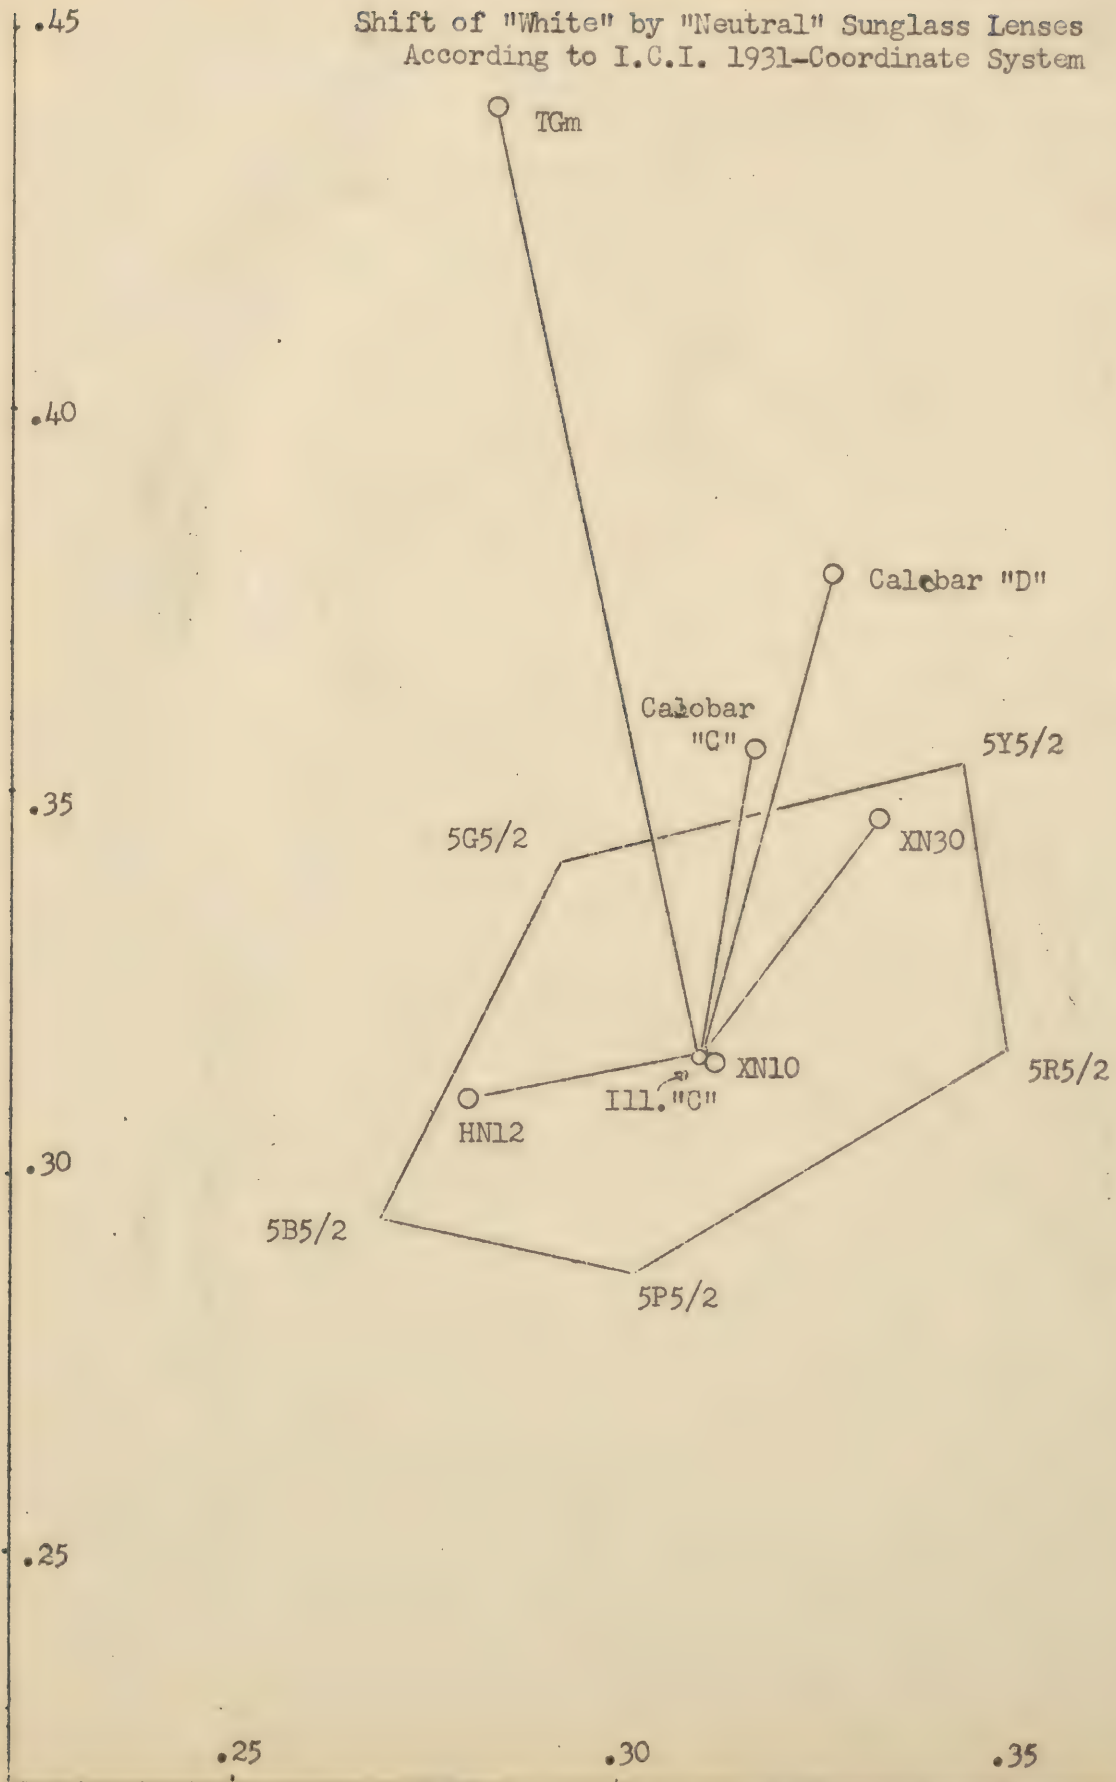 .45
Shift of "White" by "Neutral" Sunglass Lenses
According to I.C.I. 1931-Coordinate System
TGm
.40
Calobar "D"
Calobar
"C"
5Y5/2
.35
5G5/2
XN30
XN10
5R5/2
Ill. "C"
HN12
.30
5B5/2
5P5/2
.25
.25
.30
.35